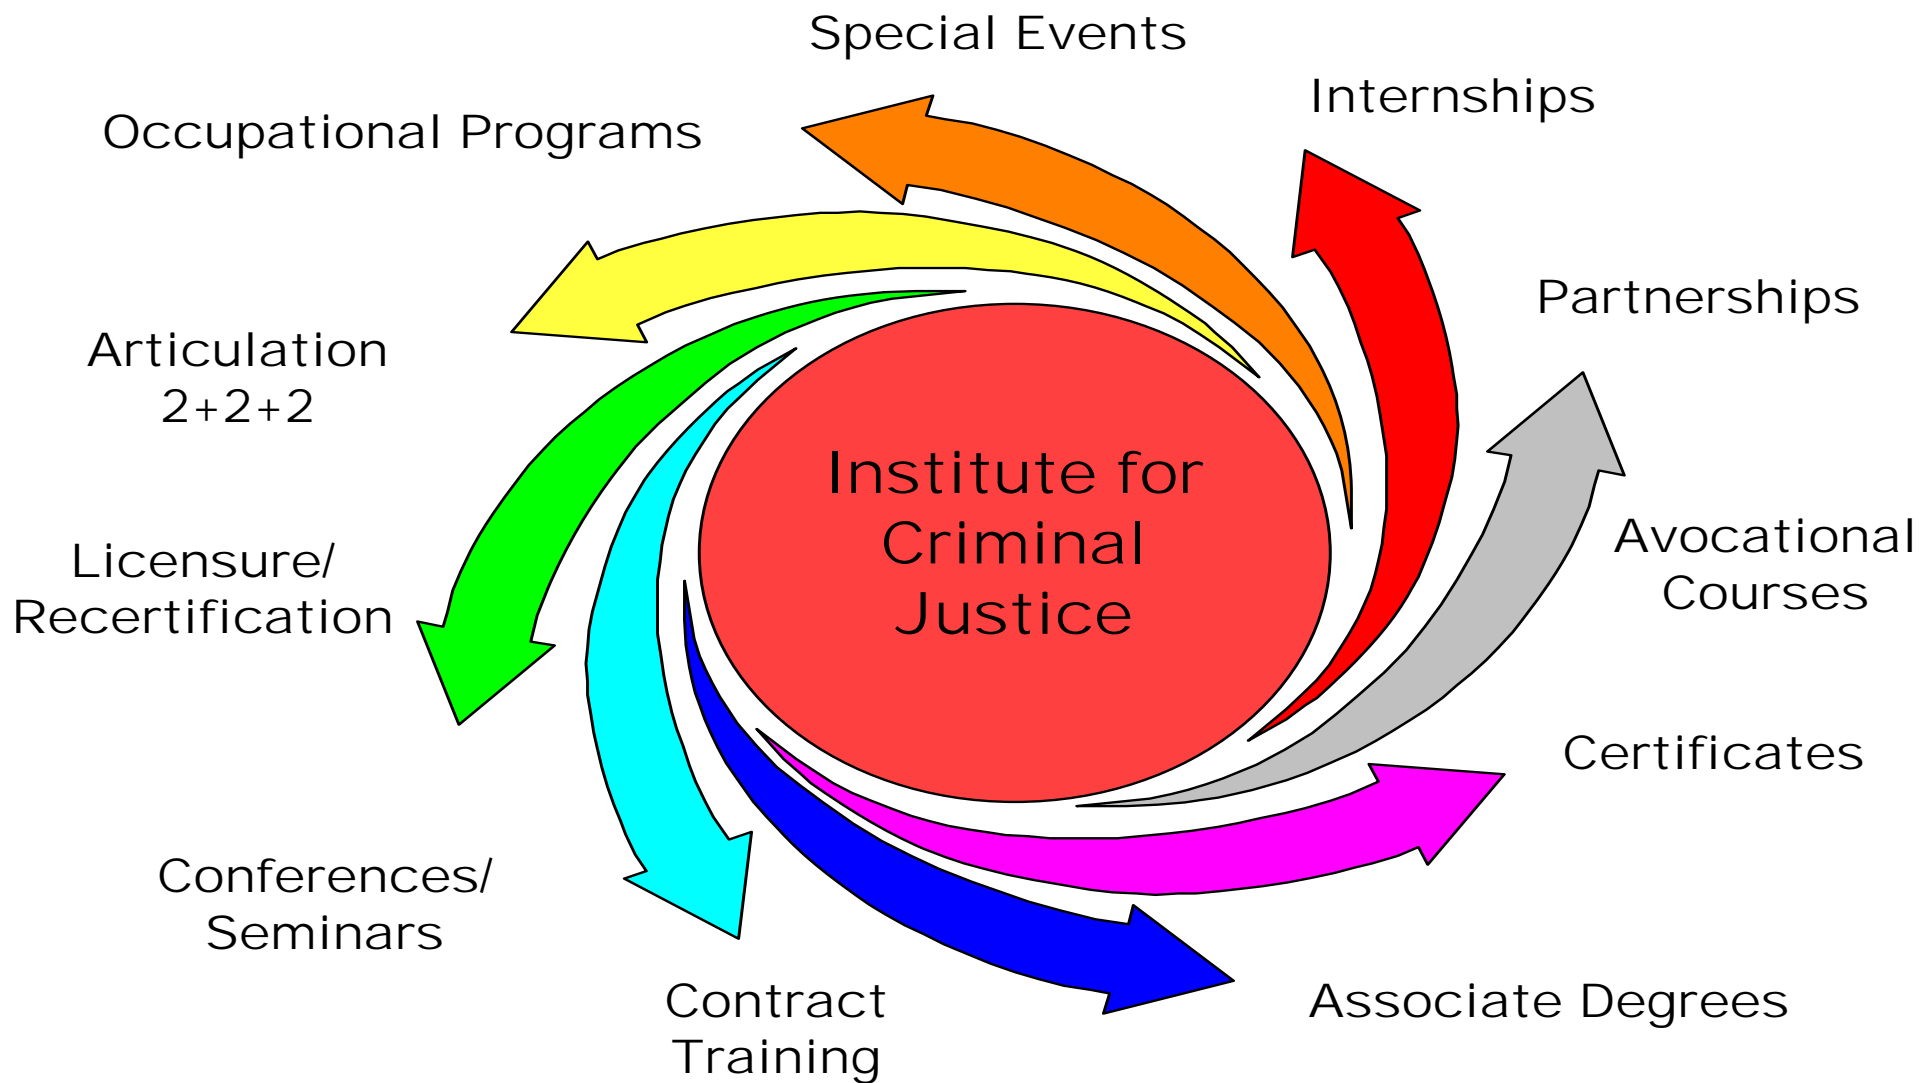 Special Events
Internships
Occupational Programs
Partnerships
Articulation
2+2+2
Institute for
Criminal
Justice
Avocational
Courses
Licensure/
Recertification
Certificates
Conferences/
Seminars
Contract
Training
Associate Degrees